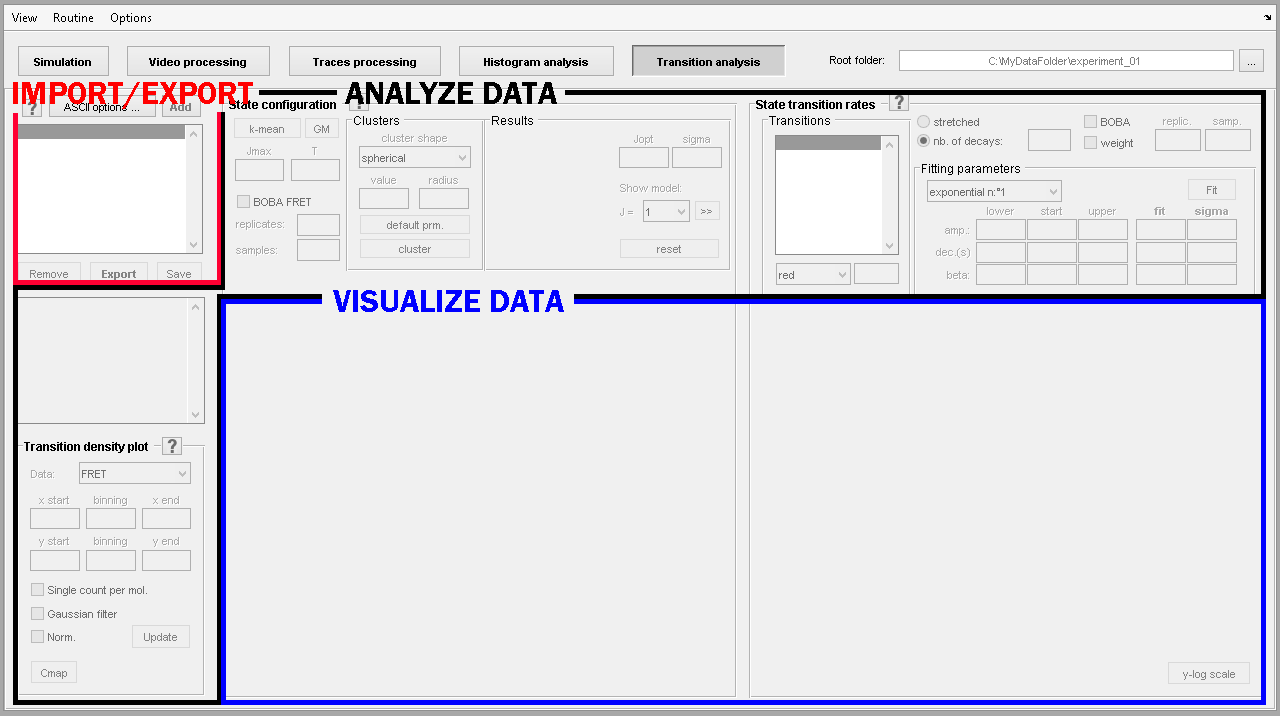 View Routine Options
Simulation Video processing Traces processing Histogram analysis Transition analysis Root folder: C:\MyDataFolder\experiment_01 ...
IMPORT/EXPORT ANALYZE DATA
? ASCII options ... Add State configuration ? State transition rates ?
k-mean GM Clusters Results Transitions stretched BOBA replic. samp.
Jmax T cluster shape Jopt sigma nb. of decays: weight
spherical
value radius Show model: Fitting parameters
BOBA FRET J = 1 >> exponential n:°1 Fit
replicates: default prm. lower start upper fit sigma
samples: cluster reset amp.:
dec.(s)
Remove Export Save red beta:
VISUALIZE DATA
Transition density plot ?
Data: FRET
x start binning x end
y start binning y end
Single count per mol.
Gaussian filter
Norm. Update
Cmap y-log scale